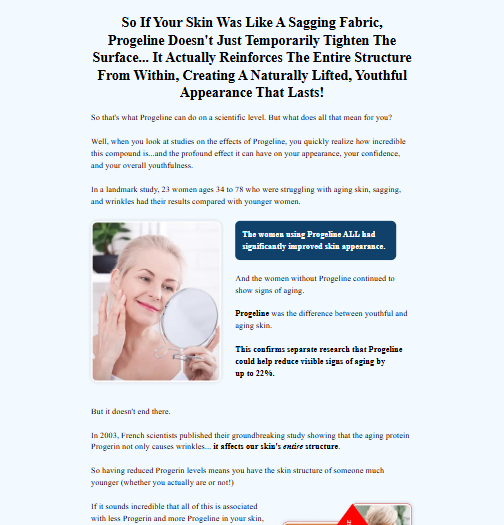 So If Your Skin Was Like A Sagging Fabric,
Progeline Doesn't Just Temporarily Tighten The
Surface... It Actually Reinforces The Entire Structure
From Within, Creating A Naturally Lifted, Youthful
Appearance That Lasts!
So that's what Progeline can do on a scientific level. But what does all that mean for you?
Well, when you look at studies on the effects of Progeline, you quickly realize how incredible
this compound is...and the profound effect it can have on your appearance, your confidence,
and your overall youthfulness.
In a landmark study, 23 women ages 34 to 78 who were struggling with aging skin, sagging,
and wrinkles had their results compared with younger women.
The women using Progeline ALL had
significantly improved skin appearance.
And the women without Progeline continued to
show signs of aging.
Progeline was the difference between youthful and
aging skin.
This confirms separate research that Progeline
could help reduce visible signs of aging by
up to 22%.
But it doesn't end there.
In 2003, French scientists published their groundbreaking study showing that the aging protein
Progerin not only causes wrinkles... it affects our skin's entire structure.
So having reduced Progerin levels means you have the skin structure of someone much
younger (whether you actually are or not!)
If it sounds incredible that all of this is associated
with less Progerin and more Progeline in your skin,